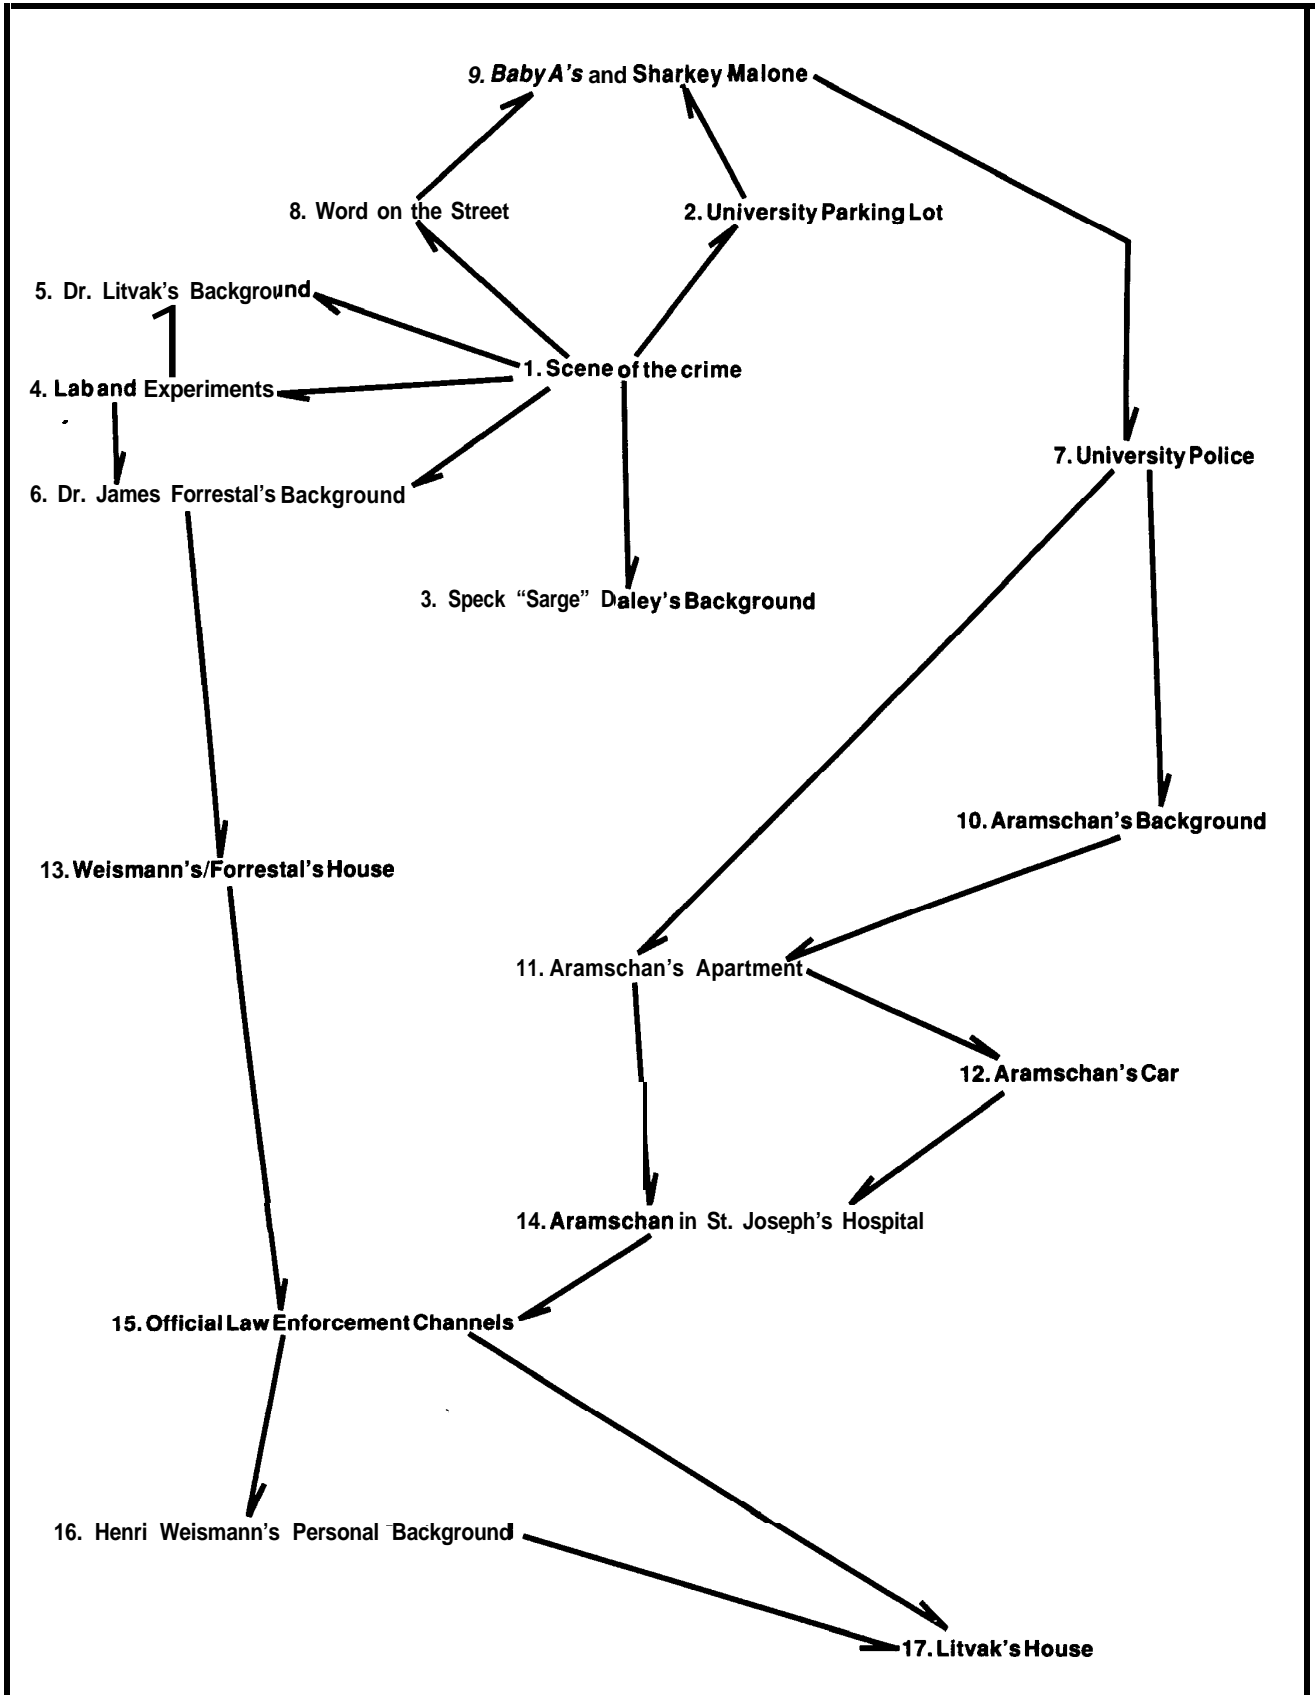 9. Baby A's and Sharkey Malone
8. Word on the Street
2. University Parking Lot
5. Dr. Litvak's Background
1. Scene of the crime
4. Lab and Experiments
7. University Police
6. Dr. James Forrestal's Background
3. Speck “Sarge” Daley's Background
10. Aramschan's Background
13. Weismann's/Forrestal's House
11. Aramschan's Apartment
12. Aramschan's Car
14. Aramschan in St. Joseph's Hospital
15. Official Law Enforcement Channels
16. Henri Weismann's Personal Background
17. Litvak's House